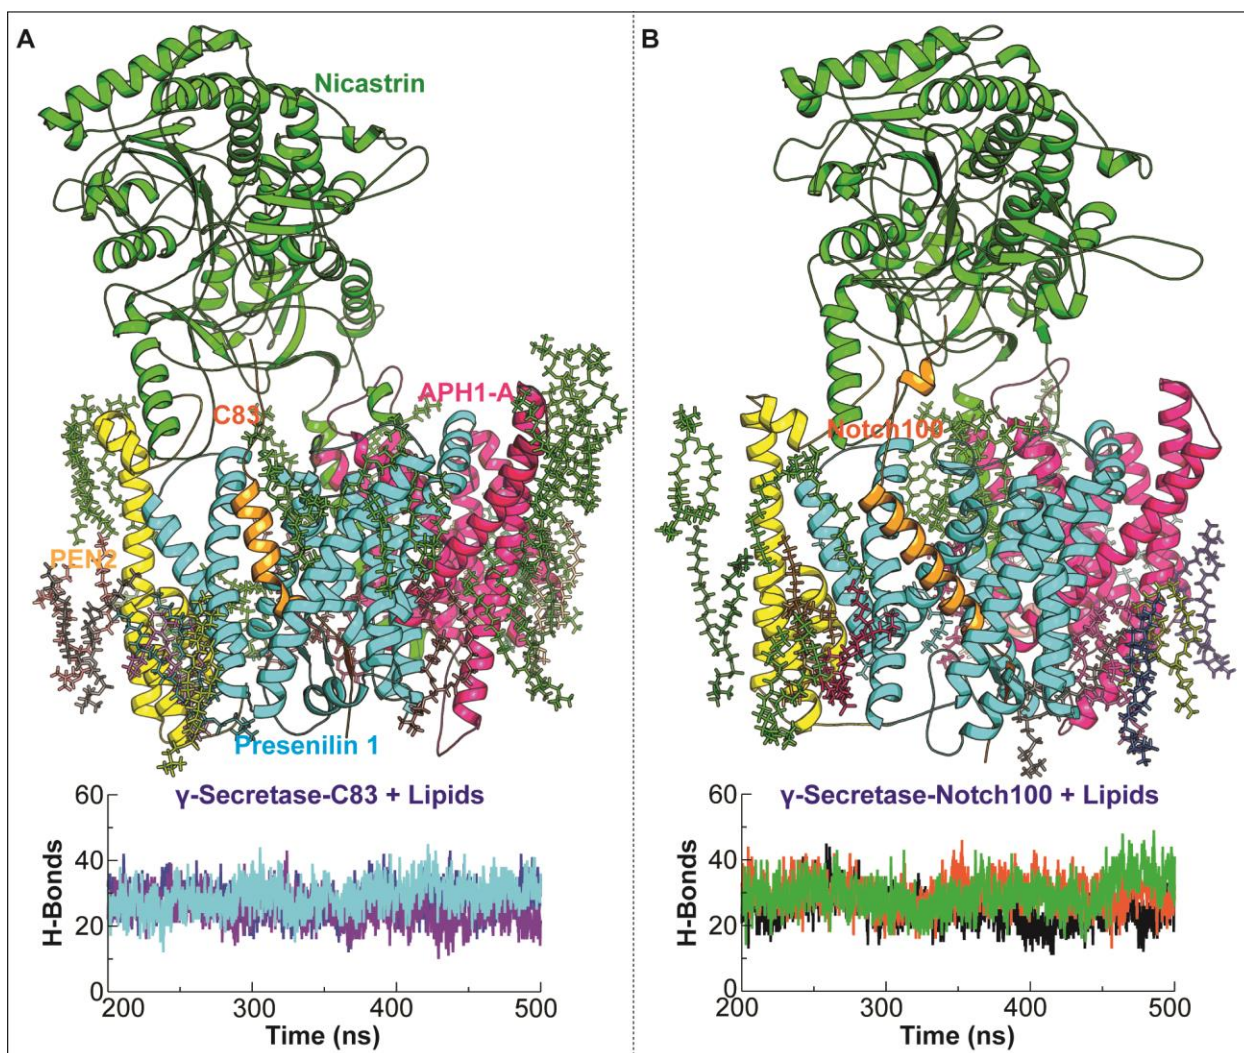 A
Nicastrin
C83
APH1-A
PEN2
Presenilin 1
γ-Secretase-C83 + Lipids
60
40
20
0
H-Bonds
200 300 400 500
Time (ns)
B
Notch100
γ-Secretase-Notch100 + Lipids
60
40
20
0
H-Bonds
200 300 400 500
Time (ns)